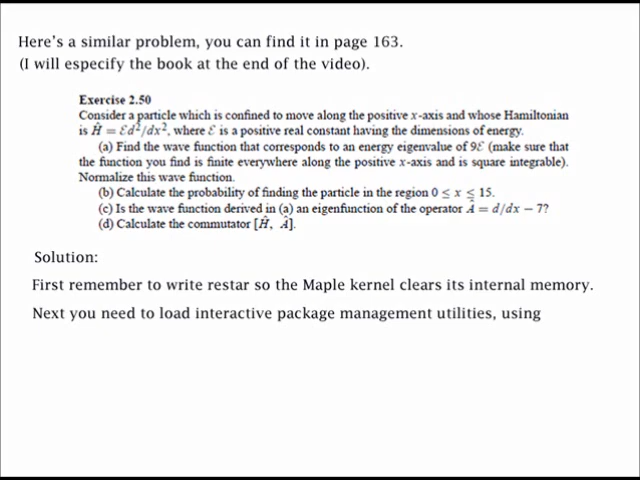 Here's a similar problem, you can find it in page 163.
(I will especify the book at the end of the video).
Exercise 2.50
Consider a particle which is confined to move along the positive x-axis and whose Hamiltonian
is Ĥ = ℰd²/dx², where ℰ is a positive real constant having the dimensions of energy.
(a) Find the wave function that corresponds to an energy eigenvalue of 9ℰ (make sure that
the function you find is finite everywhere along the positive x-axis and is square integrable).
Normalize this wave function.
(b) Calculate the probability of finding the particle in the region 0 ≤ x ≤ 15.
(c) Is the wave function derived in (a) an eigenfunction of the operator Â = d/dx − 7?
(d) Calculate the commutator [Ĥ, Â].
Solution:
First remember to write restar so the Maple kernel clears its internal memory.
Next you need to load interactive package management utilities, using